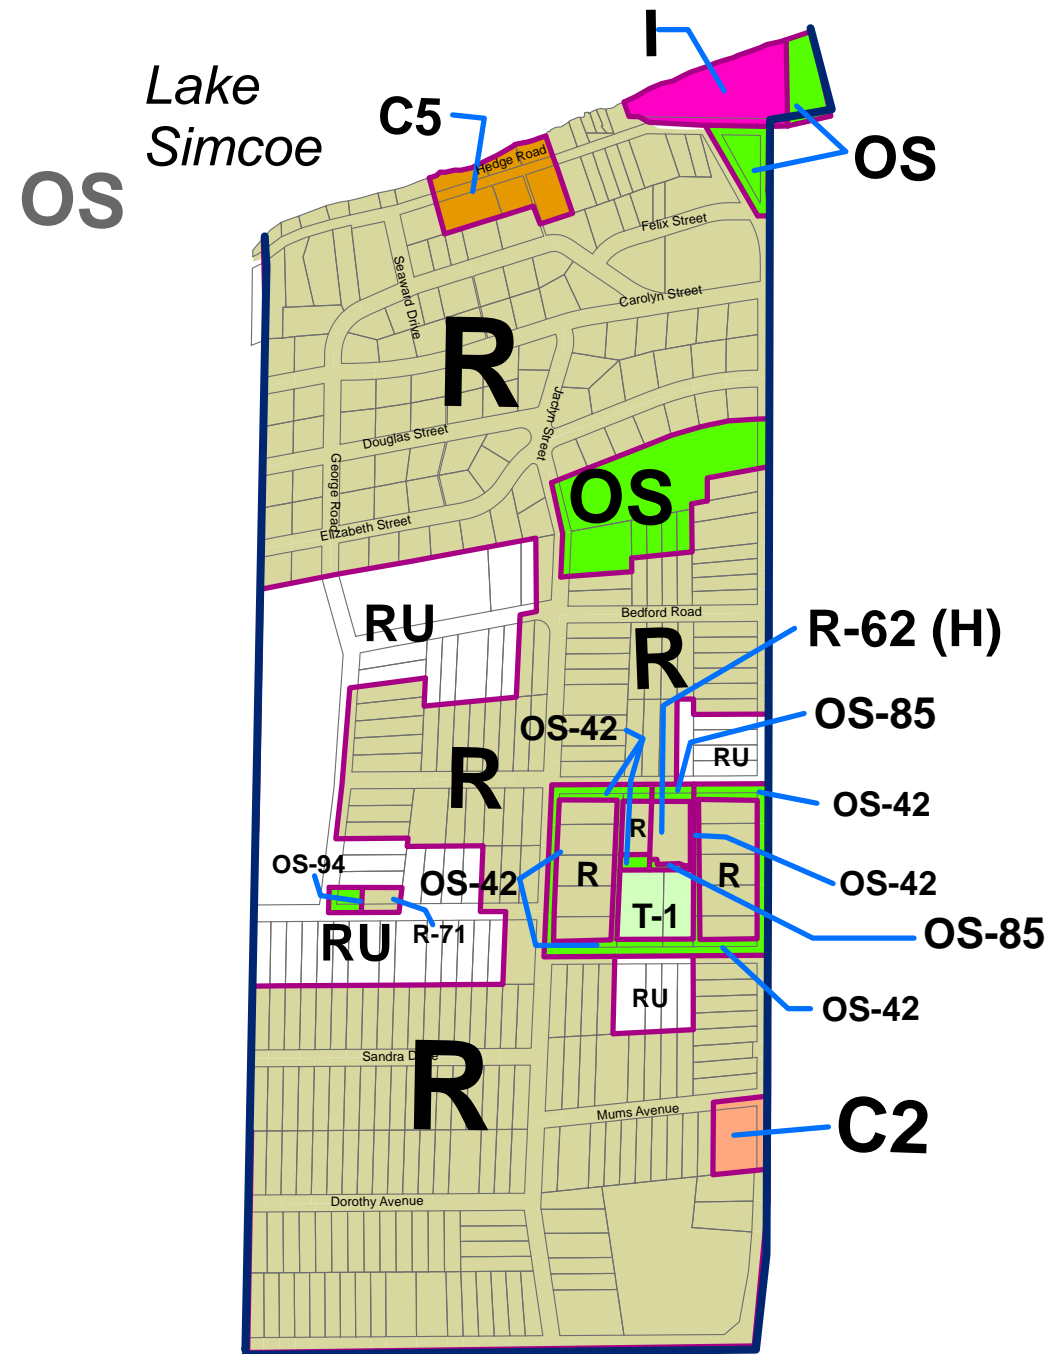 I
Lake
Simcoe
C5
Hedge Road
OS
OS
Felix Street
Seaward Drive
Carolyn Street
R
Jaclyn Street
Douglas Street
George Road
OS
Elizabeth Street
RU
Bedford Road
R-62 (H)
R
OS-85
OS-42
RU
R
OS-42
R
OS-94
OS-42
R
R
OS-42
T-1
R-71
RU
OS-85
RU
OS-42
Sandra D e
R
C2
Mums Avenue
Dorothy Avenue